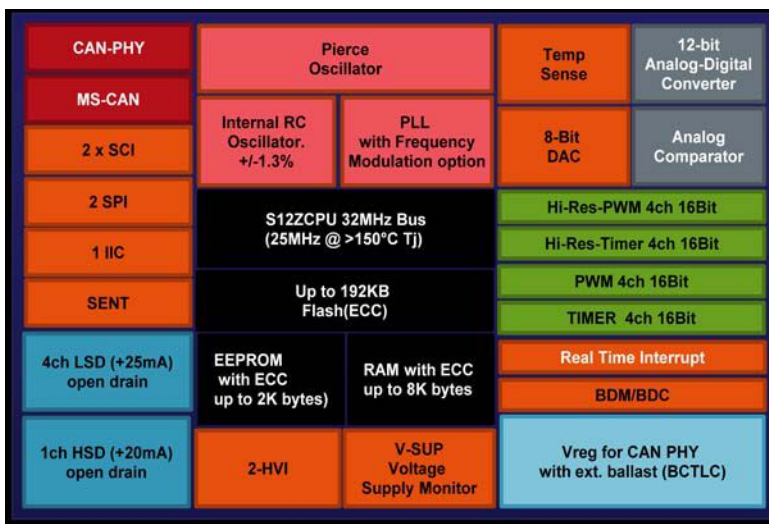 CAN-PHY
MS-CAN
2 x SCI
2 SPI
1 IIC
SENT
4ch LSD (+25mA)
open drain
1ch HSD (+20mA)
open drain
Pierce
Oscillator
Internal RC
Oscillator.
+/-1.3%
PLL
with Frequency
Modulation option
S12ZCPU 32MHz Bus
(25MHz @ >150°C Tj)
Up to 192KB
Flash(ECC)
EEPROM
with ECC
up to 2K bytes)
RAM with ECC
up to 8K bytes
2-HVI
V-SUP
Voltage
Supply Monitor
Temp
Sense
12-bit
Analog-Digital
Converter
8-Bit
DAC
Analog
Comparator
Hi-Res-PWM 4ch 16Bit
Hi-Res-Timer 4ch 16Bit
PWM 4ch 16Bit
TIMER 4ch 16Bit
Real Time Interrupt
BDM/BDC
Vreg for CAN PHY
with ext. ballast (BCTLC)